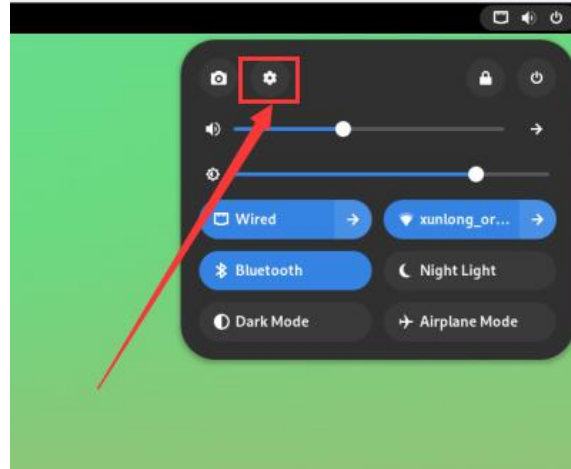 Wired
xunlong_or...
Bluetooth
Night Light
Dark Mode
Airplane Mode